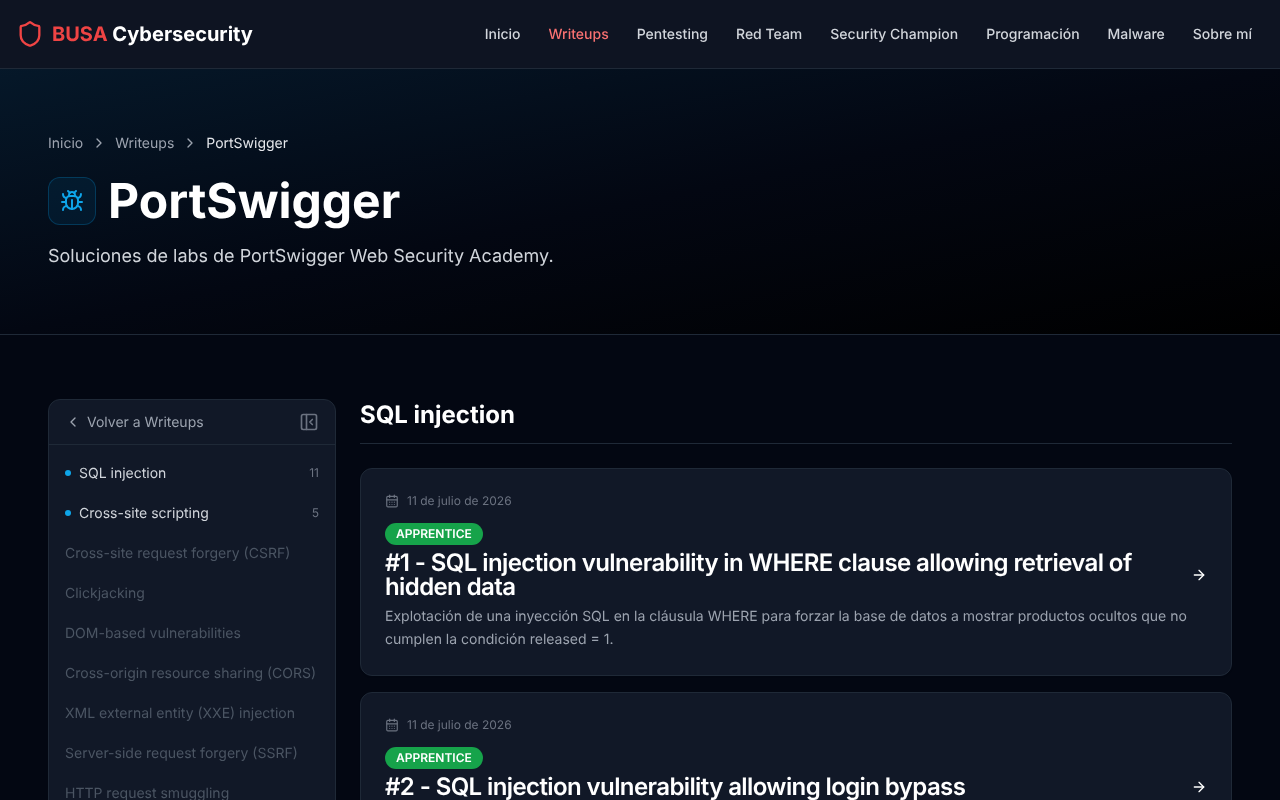 BUSA Cybersecurity
Inicio
Writeups
Pentesting
Red Team
Security Champion
Programación
Malware
Sobre mí
Inicio > Writeups > PortSwigger
PortSwigger
Soluciones de labs de PortSwigger Web Security Academy.
Volver a Writeups
SQL injection 11
Cross-site scripting 5
Cross-site request forgery (CSRF)
Clickjacking
DOM-based vulnerabilities
Cross-origin resource sharing (CORS)
XML external entity (XXE) injection
Server-side request forgery (SSRF)
HTTP request smuggling
SQL injection
11 de julio de 2026
APPRENTICE
#1 - SQL injection vulnerability in WHERE clause allowing retrieval of
hidden data
Explotación de una inyección SQL en la cláusula WHERE para forzar la base de datos a mostrar productos ocultos que no
cumplen la condición released = 1.
11 de julio de 2026
APPRENTICE
#2 - SQL injection vulnerability allowing login bypass